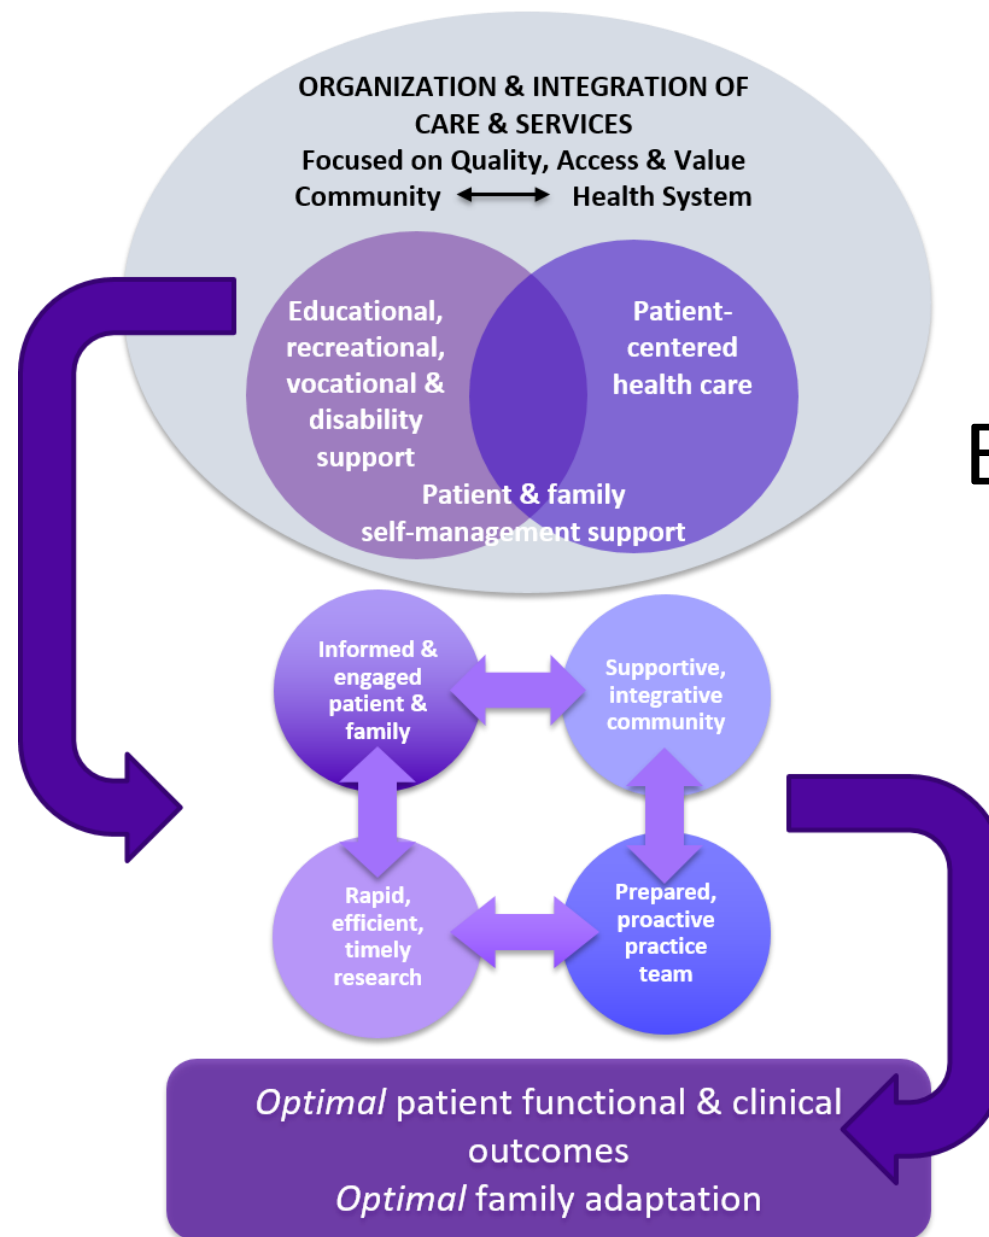 ORGANIZATION & INTEGRATION OF
CARE & SERVICES
Focused on Quality, Access & Value
Community Health System
Educational,
recreational,
vocational &
disability
support
Patient-
centered
health care
Patient & family
self-management support
Informed &
engaged
patient &
family
Supportive,
integrative
community
Rapid,
efficient,
timely
research
Prepared,
proactive
practice
team
Optimal patient functional & clinical
outcomes
Optimal family adaptation